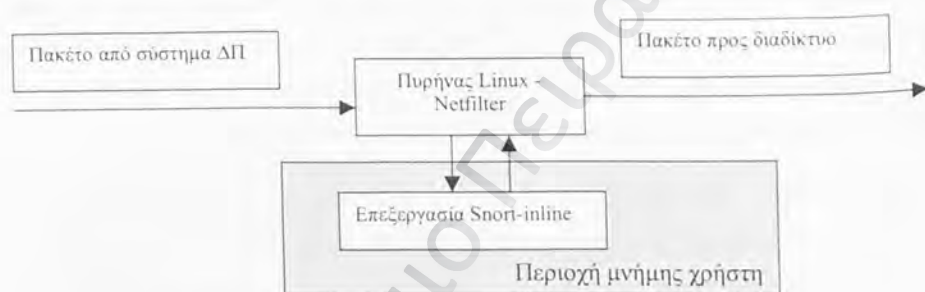 Πακέτο από σύστημα ΔΠ
Πακέτο προς διαδίκτυο
Πυρήνας Linux -
Netfilter
Επεξεργασία Snort-inline
Περιοχή μνήμης χρήστη